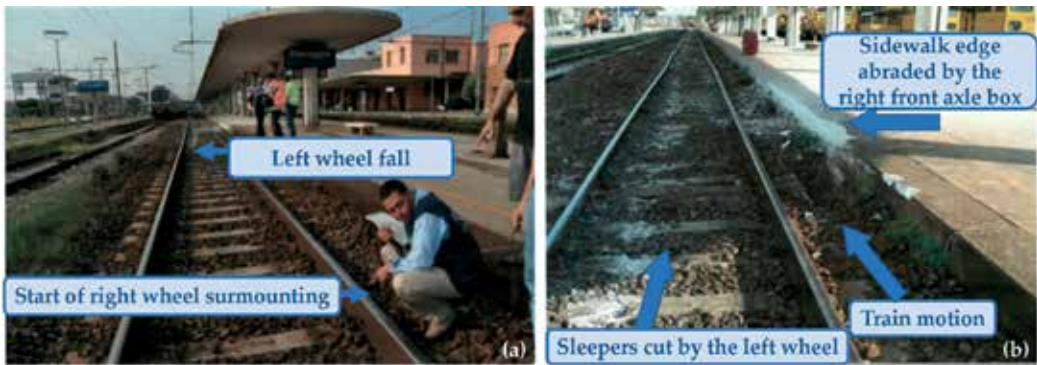 Left wheel fall
Start of right wheel surmounting
(a)
Sidewalk edge
abraded by the
right front axle box
Train motion
Sleepers cut by the left wheel
(b)